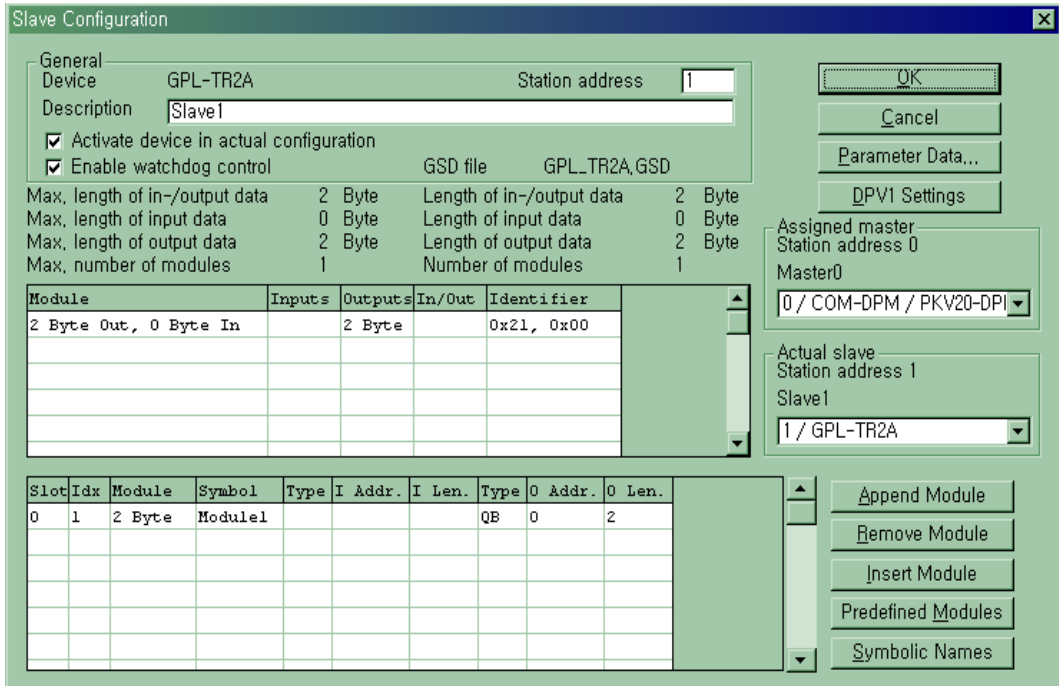 Slave Configuration
General
Device GPL-TR2A Station address 1
Description Slave1
Activate device in actual configuration
Enable watchdog control GSD file GPL_TR2A,GSD
Max, length of in-/output data 2 Byte Length of in-/output data 2 Byte
Max, length of input data 0 Byte Length of input data 0 Byte
Max, length of output data 2 Byte Length of output data 2 Byte
Max, number of modules 1 Number of modules 1
Module Inputs Outputs In/Out Identifier
2 Byte Out, 0 Byte In 2 Byte 0x21, 0x00
Slot Idx Module Symbol Type I Addr. I Len. Type O Addr. O Len.
0 1 2 Byte Module1 QB 0 2
OK
Cancel
Parameter Data,,,
DPV1 Settings
Assigned master
Station address 0
Master0
0 / COM-DPM / PKV20-DPI
Actual slave
Station address 1
Slave1
1 / GPL-TR2A
Append Module
Remove Module
Insert Module
Predefined Modules
Symbolic Names